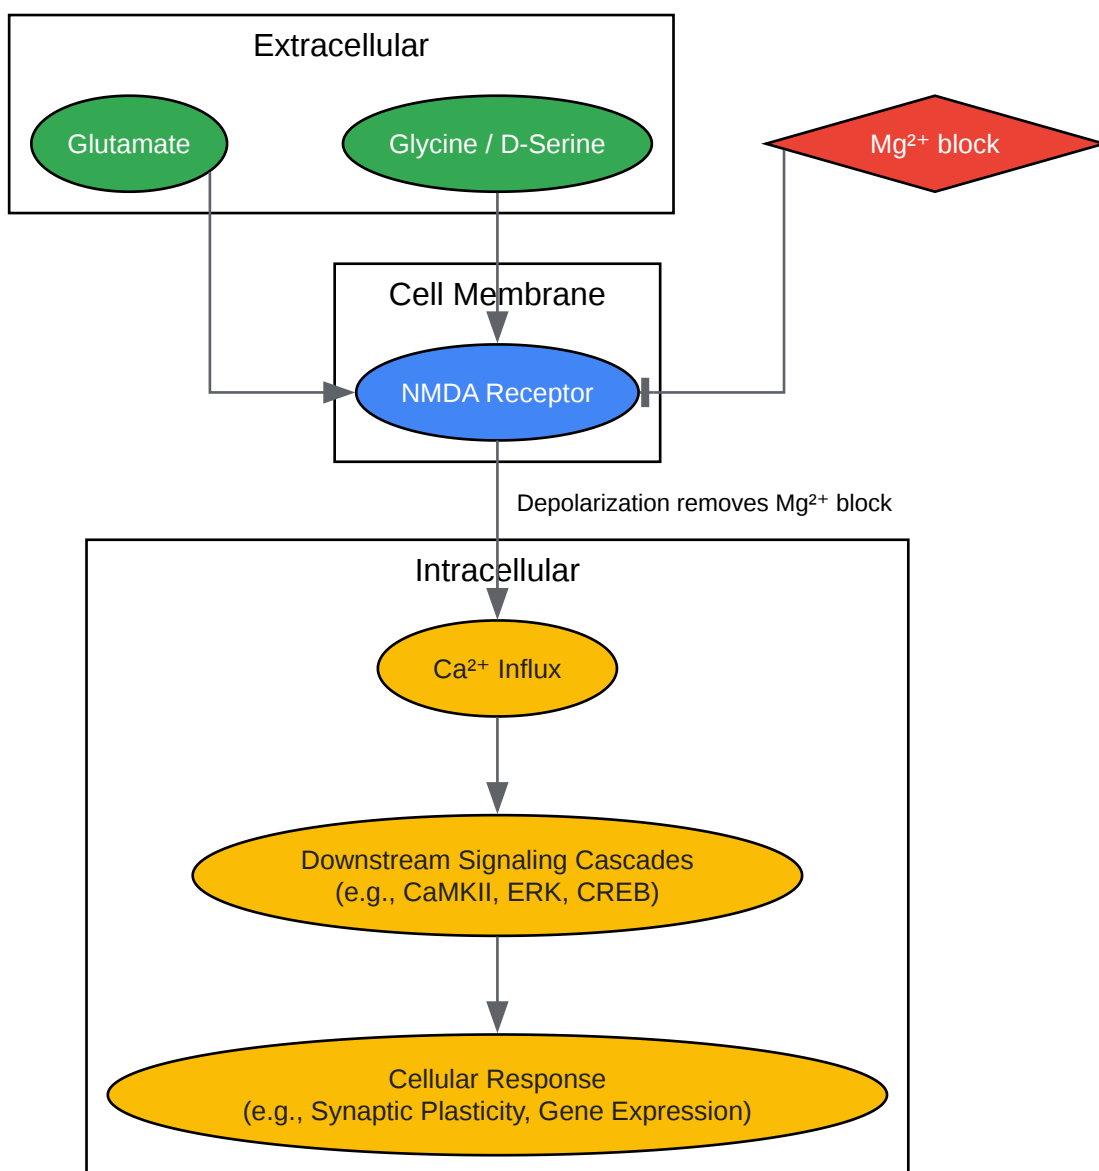 Extracellular
Glutamate
Glycine / D-Serine
Mg²⁺ block
Cell Membrane
NMDA Receptor
Depolarization removes Mg²⁺ block
Intracellular
Ca²⁺ Influx
Downstream Signaling Cascades
(e.g., CaMKII, ERK, CREB)
Cellular Response
(e.g., Synaptic Plasticity, Gene Expression)